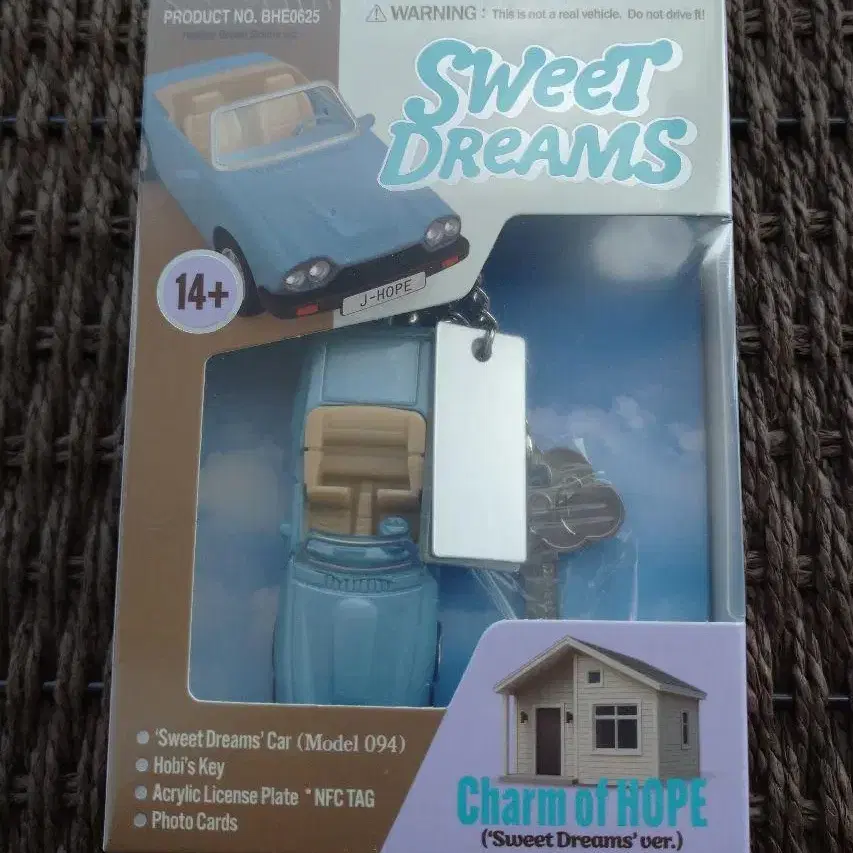 PRODUCT NO. BHE0625
⚠ WARNING : This is not a real vehicle. Do not drive it!
SWeeT
DReAMS
J-HOPE
14+
'Sweet Dreams' Car (Model 094)
Hobi's Key
Acrylic License Plate *NFC TAG
Photo Cards
Charm of HOPE
('Sweet Dreams' ver.)